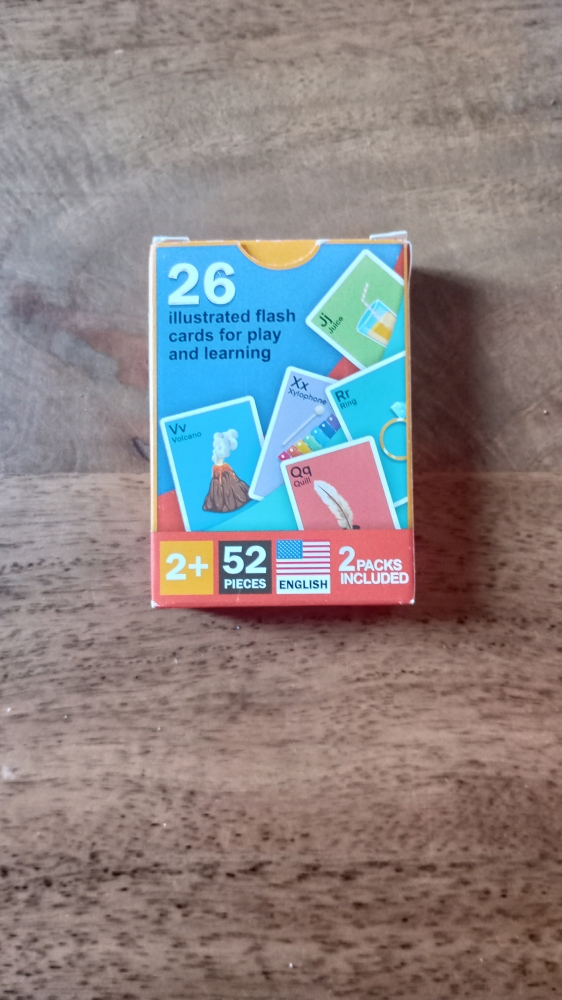 26
illustrated flash
cards for play
and learning
Jj
Juice
Xx
Xylophone
Rr
Ring
Vv
Volcano
Qq
Quill
2+
52
PIECES
ENGLISH
2 PACKS
INCLUDED